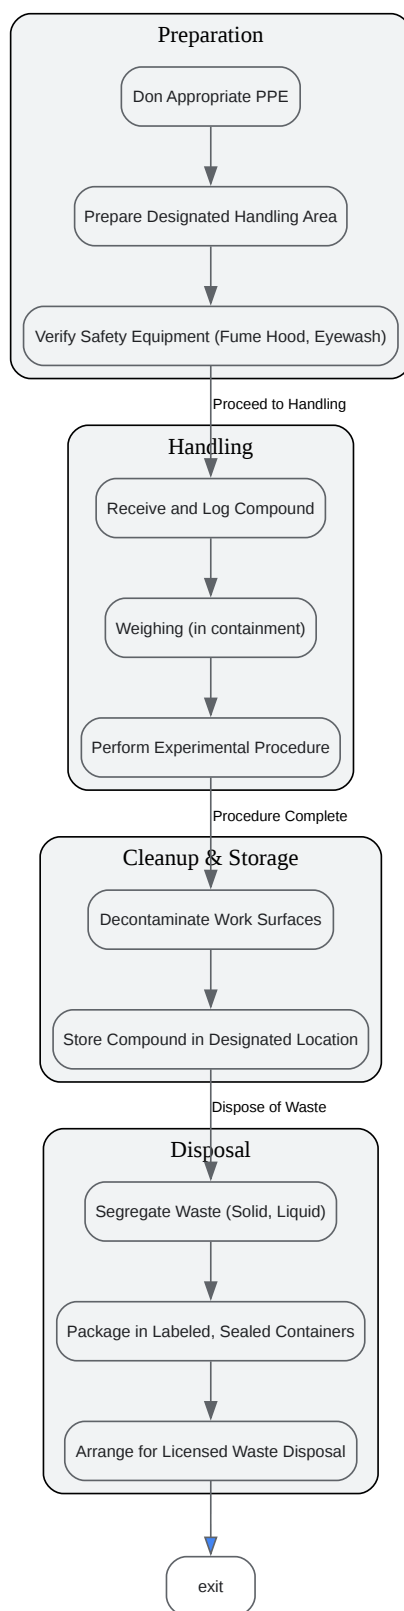 Preparation
Don Appropriate PPE
Prepare Designated Handling Area
Verify Safety Equipment (Fume Hood, Eyewash)
Proceed to Handling
Handling
Receive and Log Compound
Weighing (in containment)
Perform Experimental Procedure
Procedure Complete
Cleanup & Storage
Decontaminate Work Surfaces
Store Compound in Designated Location
Dispose of Waste
Disposal
Segregate Waste (Solid, Liquid)
Package in Labeled, Sealed Containers
Arrange for Licensed Waste Disposal
exit